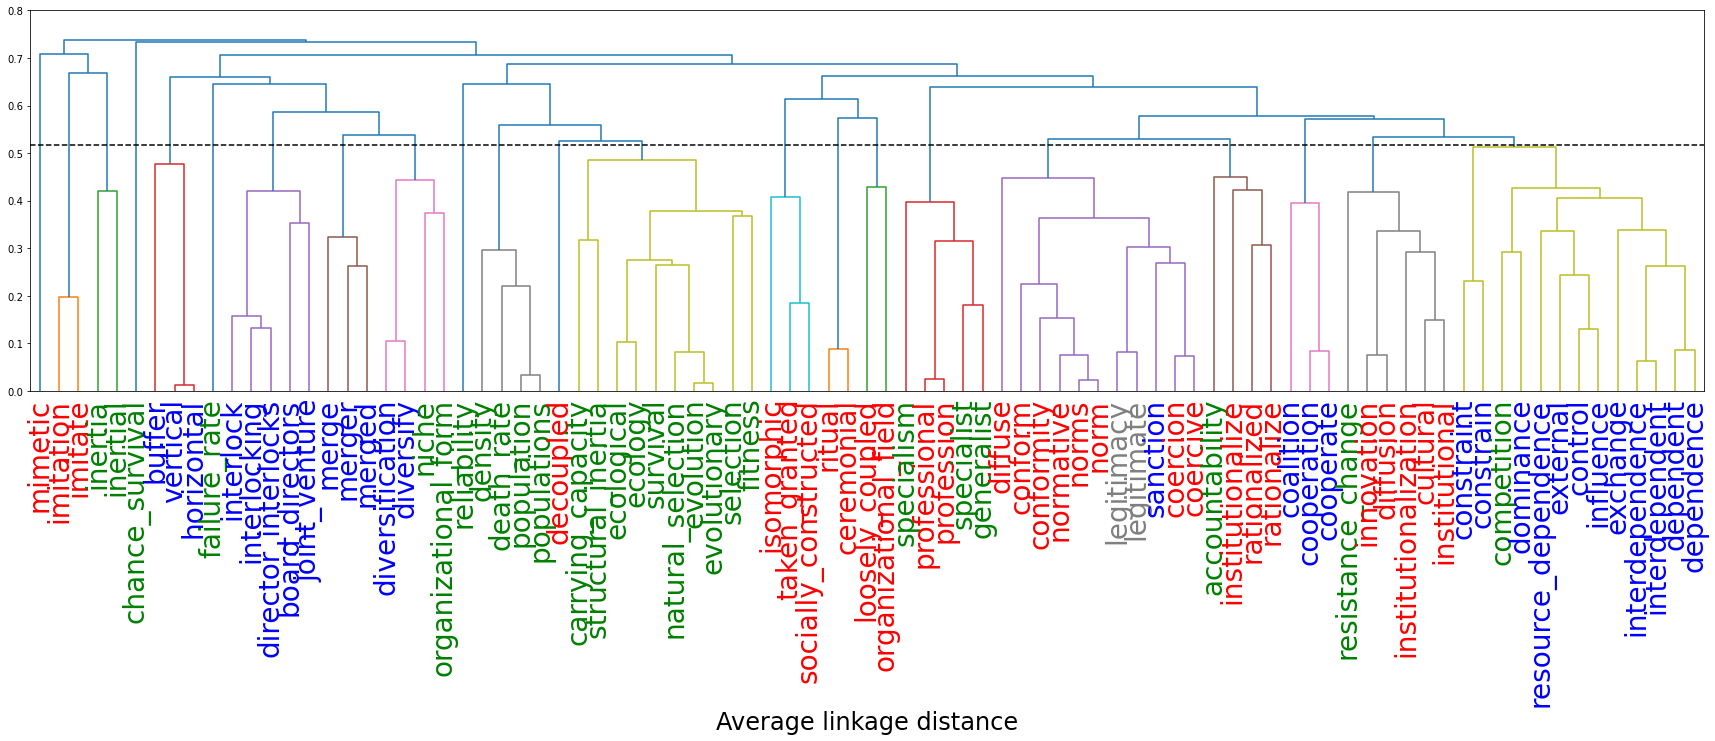 0.8
0.7
0.6
0.5
0.4
0.3
0.2
0.1
0.0
mimetic
imitation
imitate
inertia
inertial
chance_survival
buffer
vertical
horizontal
failure_rate
interlock
interlocking
director_interlocks
board_directors
joint_venture
merge
merger
merged
diversification
diversity
niche
organizational_form
reliability
density
death_rate
population
populations
decoupled
carrying_capacity
structural_inertia
ecological
ecology
survival
natural_selection
evolution
evolutionary
selection
fitness
isomorphic
taken_granted
socially_constructed
ritual
ceremonial
loosely_coupled
organizational_field
specialism
professional
profession
specialist
generalist
diffuse
conform
conformity
normative
norms
norm
legitimacy
legitimate
sanction
coercion
coercive
accountability
institutionalize
rationalized
rationalize
coalition
cooperation
cooperate
resistance_change
innovation
diffusion
institutionalization
cultural
institutional
constraint
constrain
competition
dominance
resource_dependence
external
control
influence
exchange
interdependence
interdependent
dependent
dependence
Average linkage distance